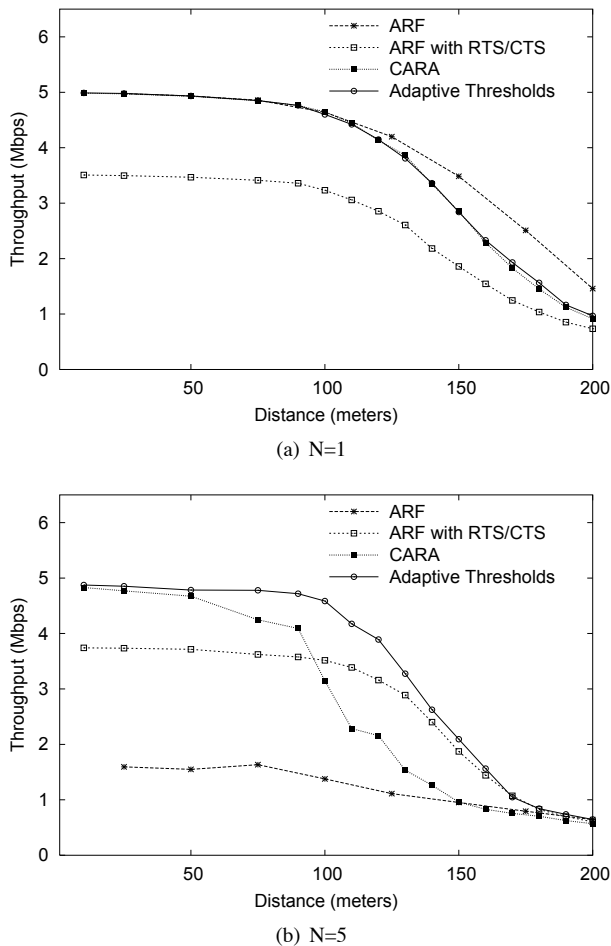 ARF
ARF with RTS/CTS
CARA
Adaptive Thresholds
6
5
4
3
2
1
0
Throughput (Mbps)
50
100
150
200
Distance (meters)
(a) N=1
ARF
ARF with RTS/CTS
CARA
Adaptive Thresholds
6
5
4
3
2
1
0
Throughput (Mbps)
50
100
150
200
Distance (meters)
(b) N=5